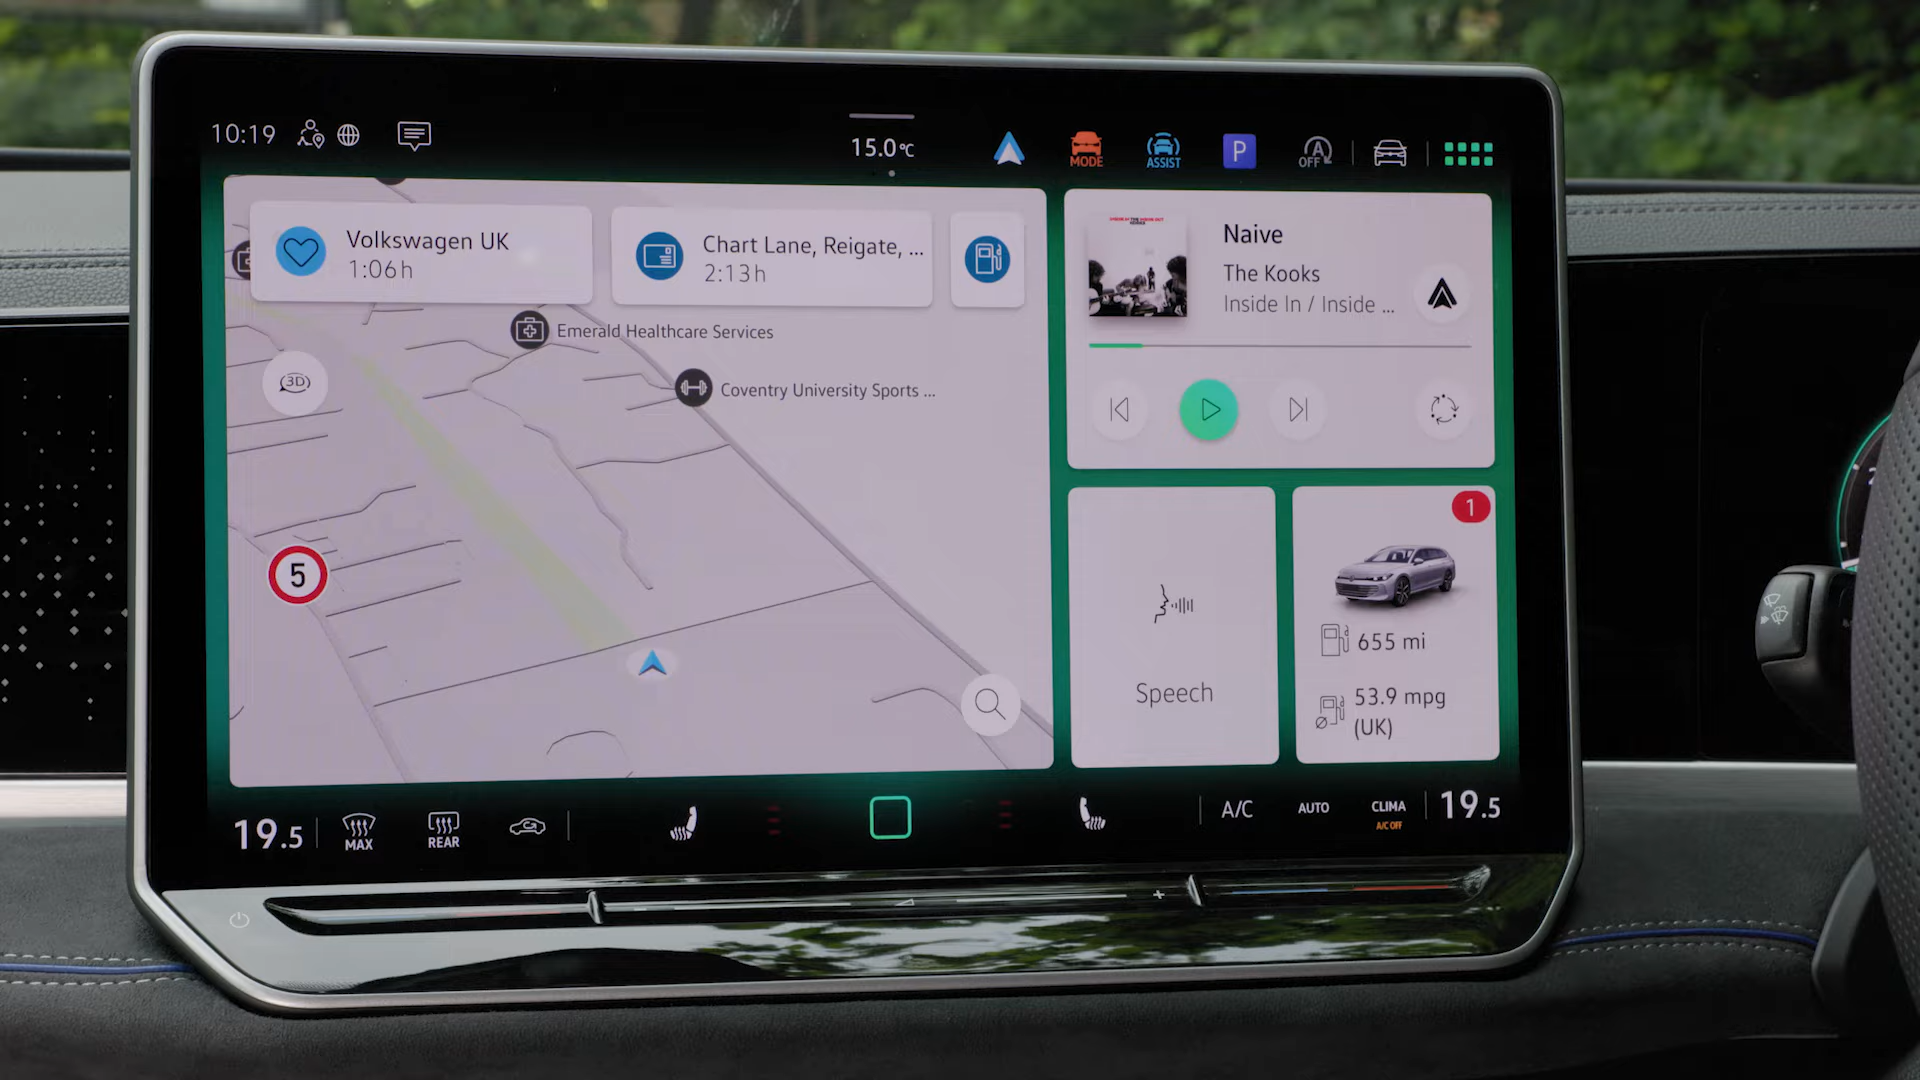 10:19
15.0°C
MODE
ASSIST
P
A
OFF
Volkswagen UK
1:06h
Chart Lane, Reigate, ...
2:13h
Emerald Healthcare Services
Coventry University Sports ...
3D
5
Naive
The Kooks
Inside In / Inside ...
Speech
1
655 mi
53.9 mpg
(UK)
19.5
MAX
REAR
A/C
AUTO
CLIMA
A/C OFF
19.5